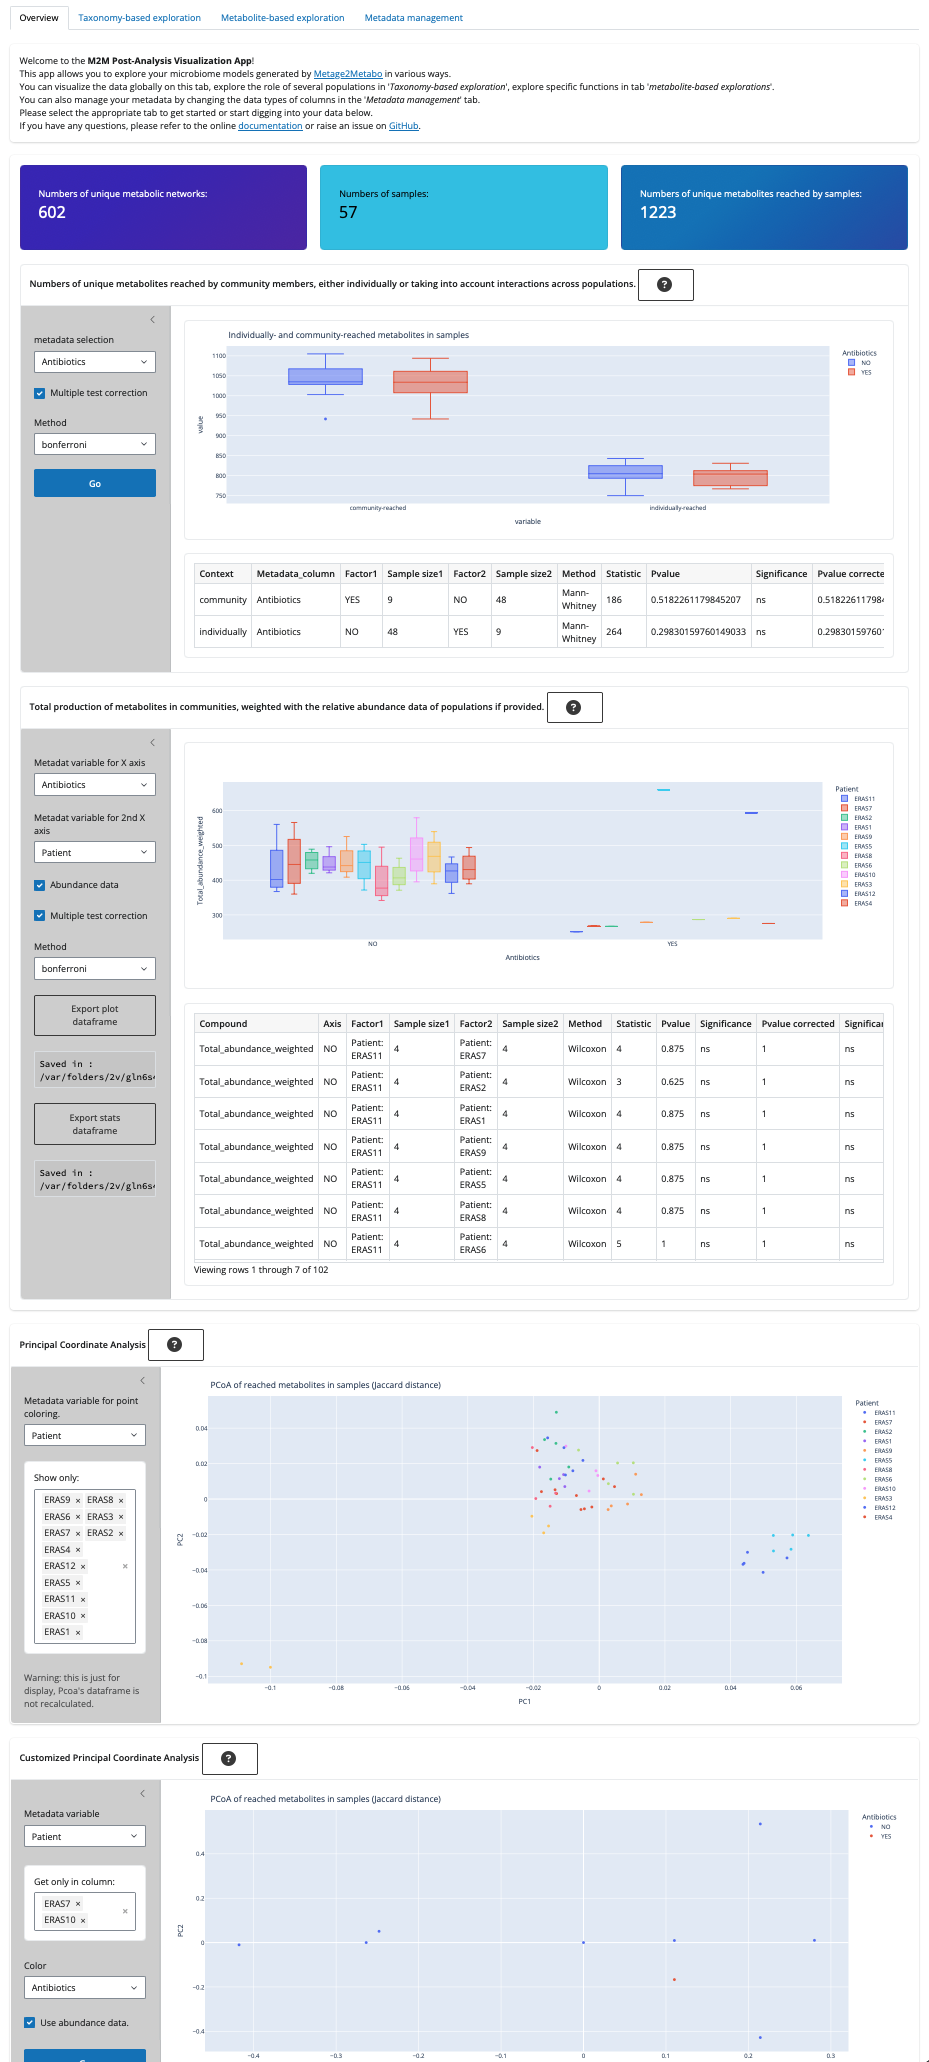 Overview
Taxonomy-based exploration
Metabolite-based exploration
Metadata management
Welcome to the M2M Post-Analysis Visualization App!
This app allows you to explore your microbiome models generated by Metage2Metabo in various ways.
You can visualize the data globally on this tab, explore the role of several populations in 'Taxonomy-based exploration', explore specific functions in tab 'metabolite-based explorations'.
You can also manage your metadata by changing the data types of columns in the 'Metadata management' tab.
Please select the appropriate tab to get started or start digging into your data below.
If you have any questions, please refer to the online documentation or raise an issue on GitHub.
Numbers of unique metabolic networks:
602
Numbers of samples:
57
Numbers of unique metabolites reached by samples:
1223
Numbers of unique metabolites reached by community members, either individually or taking into account interactions across populations.
?
metadata selection
Antibiotics
Multiple test correction
Method
bonferroni
Go
Individually- and community-reached metabolites in samples
1100
1050
1000
950
900
850
800
750
value
community-reached
individually-reached
variable
Antibiotics
NO
YES
Context Metadata_column Factor1 Sample size1 Factor2 Sample size2 Method Statistic Pvalue Significance Pvalue correcte
community Antibiotics YES 9 NO 48 Mann-Whitney 186 0.5182261179845207 ns 0.51822611798
individually Antibiotics NO 48 YES 9 Mann-Whitney 264 0.29830159760149033 ns 0.29830159760
Total production of metabolites in communities, weighted with the relative abundance data of populations if provided.
?
Metadat variable for X axis
Antibiotics
Metadat variable for 2nd X
axis
Patient
Abundance data
Multiple test correction
Method
bonferroni
Export plot
dataframe
Saved in :
/var/folders/2v/gln6s
Export stats
dataframe
Saved in :
/var/folders/2v/gln6s
600
500
400
300
Total_abundance_weighted
NO
YES
Antibiotics
Patient
ERAS11
ERAS7
ERAS2
ERAS1
ERAS9
ERAS5
ERAS8
ERAS6
ERAS10
ERAS3
ERAS12
ERAS4
Compound Axis Factor1 Sample size1 Factor2 Sample size2 Method Statistic Pvalue Significance Pvalue corrected Significar
Total_abundance_weighted NO Patient: ERAS11 4 Patient: ERAS7 4 Wilcoxon 4 0.875 ns 1 ns
Total_abundance_weighted NO Patient: ERAS11 4 Patient: ERAS2 4 Wilcoxon 3 0.625 ns 1 ns
Total_abundance_weighted NO Patient: ERAS11 4 Patient: ERAS1 4 Wilcoxon 4 0.875 ns 1 ns
Total_abundance_weighted NO Patient: ERAS11 4 Patient: ERAS9 4 Wilcoxon 4 0.875 ns 1 ns
Total_abundance_weighted NO Patient: ERAS11 4 Patient: ERAS5 4 Wilcoxon 4 0.875 ns 1 ns
Total_abundance_weighted NO Patient: ERAS11 4 Patient: ERAS8 4 Wilcoxon 4 0.875 ns 1 ns
Total_abundance_weighted NO Patient: ERAS11 4 Patient: ERAS6 4 Wilcoxon 5 1 ns 1 ns
Viewing rows 1 through 7 of 102
Principal Coordinate Analysis
?
Metadata variable for point
coloring.
Patient
Show only:
ERAS9 × ERAS8 ×
ERAS6 × ERAS3 ×
ERAS7 × ERAS2 ×
ERAS4 ×
ERAS12 × ×
ERAS5 ×
ERAS11 ×
ERAS10 ×
ERAS1 ×
Warning: this is just for
display, Pcoa's dataframe is
not recalculated.
PCoA of reached metabolites in samples (Jaccard distance)
0.04
0.02
0
−0.02
−0.04
−0.06
−0.08
−0.1
PC2
−0.1 −0.08 −0.06 −0.04 −0.02 0 0.02 0.04 0.06
PC1
Patient
ERAS11
ERAS7
ERAS2
ERAS1
ERAS9
ERAS5
ERAS8
ERAS6
ERAS10
ERAS3
ERAS12
ERAS4
Customized Principal Coordinate Analysis
?
Metadata variable
Patient
Get only in column:
ERAS7 ×
ERAS10 ×
×
Color
Antibiotics
Use abundance data.
PCoA of reached metabolites in samples (Jaccard distance)
0.4
0.2
0
−0.2
−0.4
PC2
−0.4 −0.3 −0.2 −0.1 0 0.1 0.2 0.3
Antibiotics
NO
YES